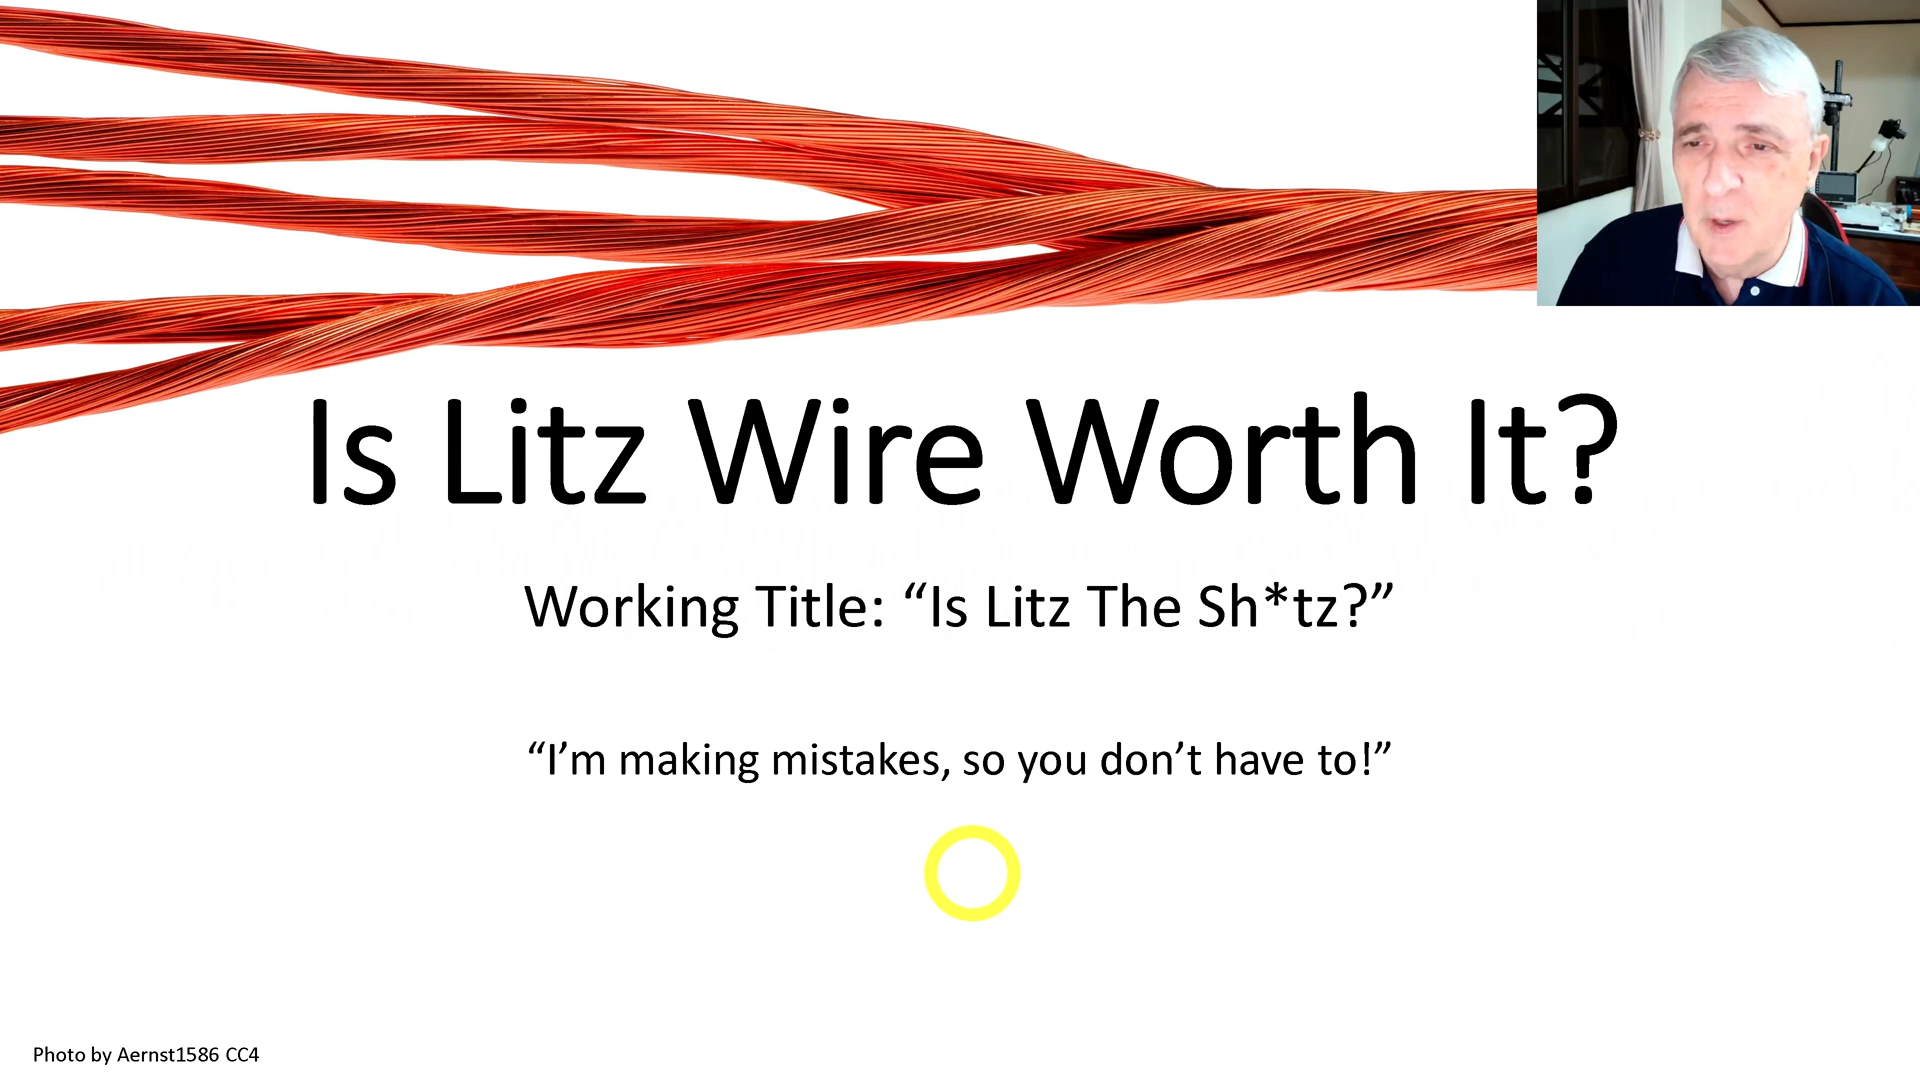 Is Litz Wire Worth It?
Working Title: “Is Litz The Sh*tz?”
“I’m making mistakes, so you don’t have to!”
Photo by Aernst1586 CC4